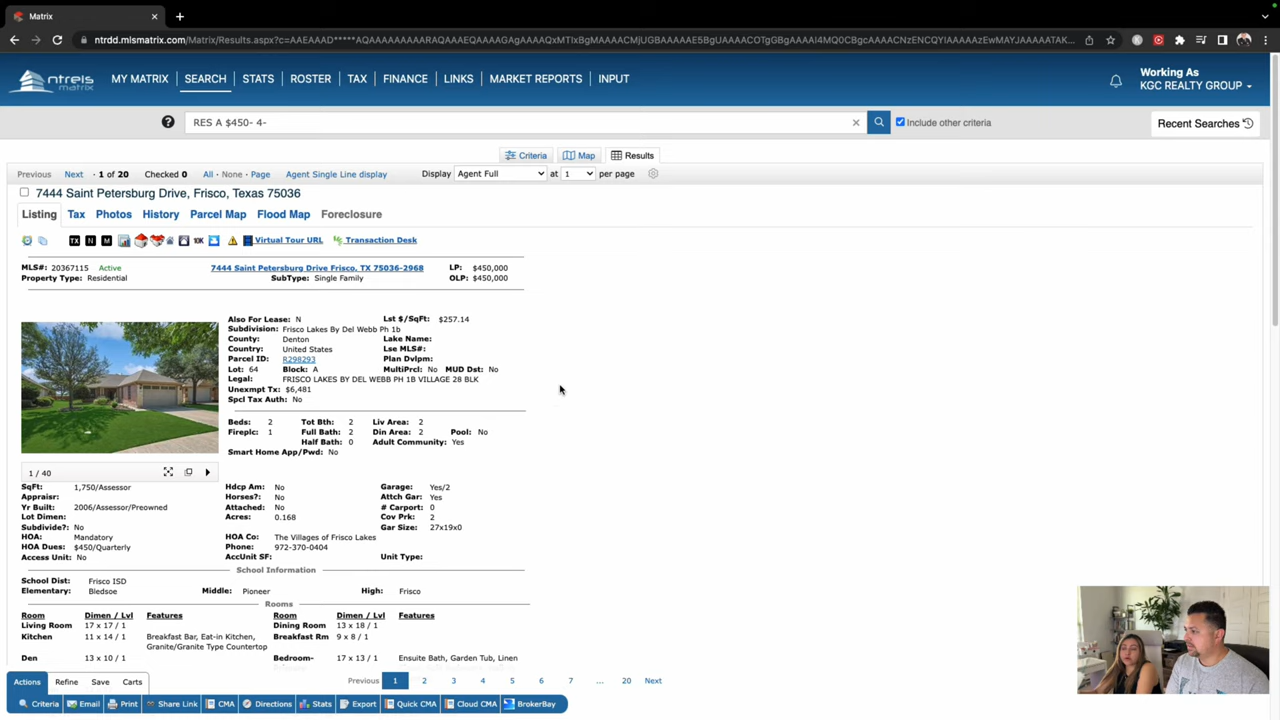 Matrix
ntrdd.mlsmatrix.com/Matrix/Results.aspx?c=
ntreis
matrix
MY MATRIX SEARCH STATS ROSTER TAX FINANCE LINKS MARKET REPORTS INPUT
Working As
KGC REALTY GROUP
RES A $450- 4-
Include other criteria
Recent Searches
Criteria Map Results
Previous Next · 1 of 20 Checked 0 All · None · Page Agent Single Line display Display Agent Full at 1 per page
7444 Saint Petersburg Drive, Frisco, Texas 75036
Listing Tax Photos History Parcel Map Flood Map Foreclosure
TX N M 10K Virtual Tour URL Transaction Desk
MLS#: 20367115 Active 7444 Saint Petersburg Drive Frisco, TX 75036-2968 LP: $450,000
Property Type: Residential SubType: Single Family OLP: $450,000
Also For Lease: N Lst $/SqFt: $257.14
Subdivision: Frisco Lakes By Del Webb Ph 1b
County: Denton Lake Name:
Country: United States Lse MLS#:
Parcel ID: R298293 Plan Dvlpm:
Lot: 64 Block: A MultiPrcl: No MUD Dst: No
Legal: FRISCO LAKES BY DEL WEBB PH 1B VILLAGE 28 BLK
Unexmpt Tx: $6,481
Spcl Tax Auth: No
Beds: 2 Tot Bth: 2 Liv Area: 2
Fireplc: 1 Full Bath: 2 Din Area: 2 Pool: No
Half Bath: 0 Adult Community: Yes
Smart Home App/Pwd: No
1 / 40
SqFt: 1,750/Assessor Hdcp Am: No Garage: Yes/2
Appraisr: Horses?: No Attch Gar: Yes
Yr Built: 2006/Assessor/Preowned Attached: No # Carport: 0
Lot Dimen: Acres: 0.168 Cov Prk: 2
Subdivide?: No Gar Size: 27x19x0
HOA: Mandatory HOA Co: The Villages of Frisco Lakes
HOA Dues: $450/Quarterly Phone: 972-370-0404
Access Unit: No AccUnit SF: Unit Type:
School Information
School Dist: Frisco ISD
Elementary: Bledsoe Middle: Pioneer High: Frisco
Rooms
Room Dimen / Lvl Features Room Dimen / Lvl Features
Living Room 17 x 17 / 1 Dining Room 13 x 18 / 1
Kitchen 11 x 14 / 1 Breakfast Bar, Eat-in Kitchen, Breakfast Rm 9 x 8 / 1
Granite/Granite Type Countertop
Den 13 x 10 / 1 Bedroom- 17 x 13 / 1 Ensuite Bath, Garden Tub, Linen
Actions Refine Save Carts Previous 1 2 3 4 5 6 7 ... 20 Next
Criteria Email Print Share Link CMA Directions Stats Export Quick CMA Cloud CMA BrokerBay